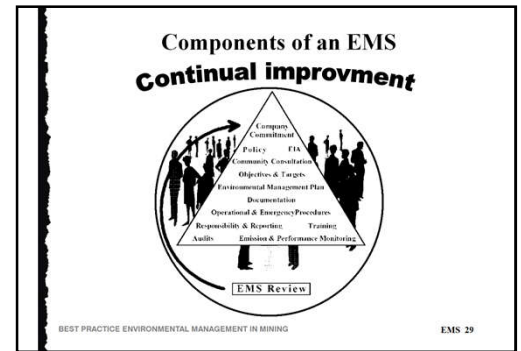 Components of an EMS
Continual improvment
Company
Commitment
Policy EIA
Community Consultation
Objectives & Targets
Environmental Management Plan
Documentation
Operational & EmergencyProcedures
Responsibility & Reporting Training
Audits Emission & Performance Monitoring
EMS Review
BEST PRACTICE ENVIRONMENTAL MANAGEMENT IN MINING EMS 29